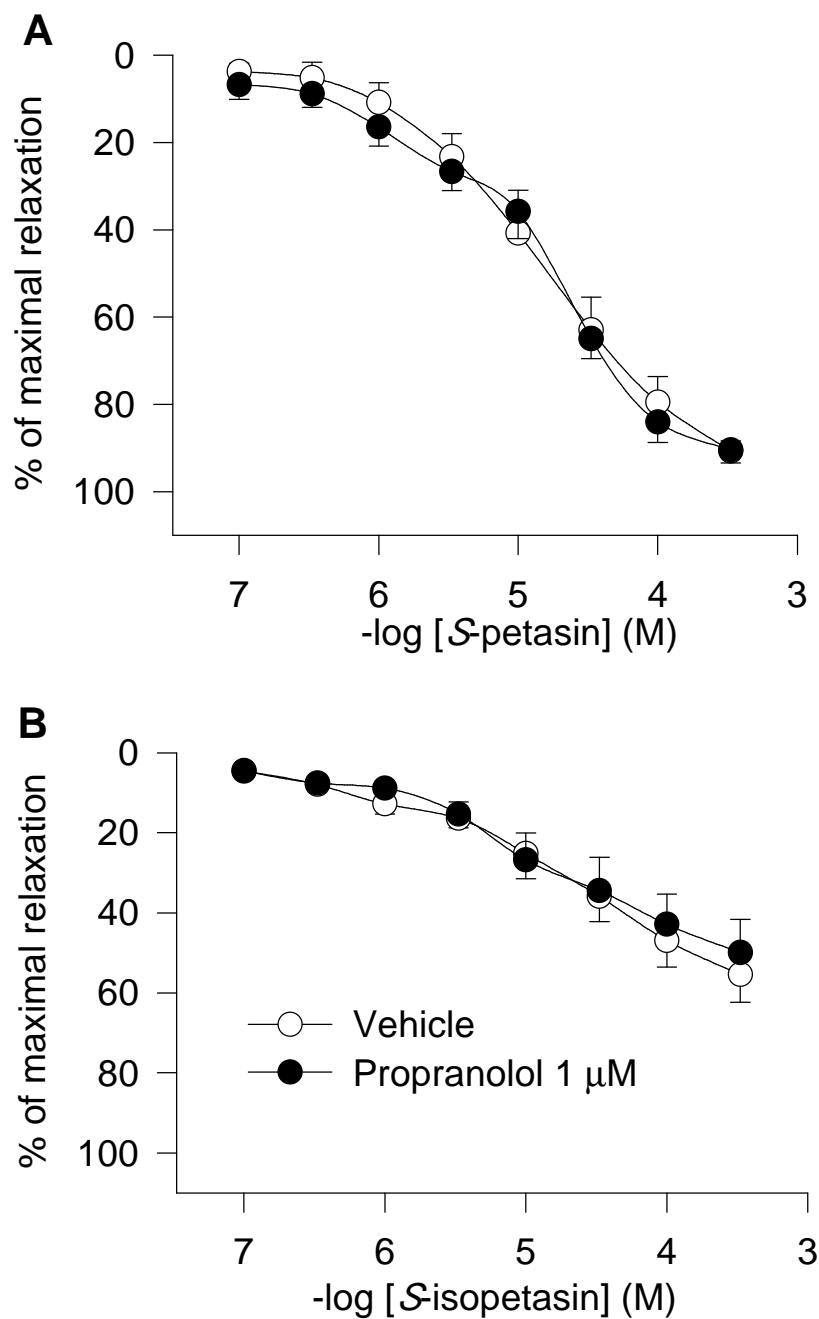 A
% of maximal relaxation
0
20
40
60
80
100
7 6 5 4 3
-log [S-petasin] (M)
B
% of maximal relaxation
0
20
40
60
80
100
Vehicle
Propranolol 1 μM
7 6 5 4 3
-log [S-isopetasin] (M)